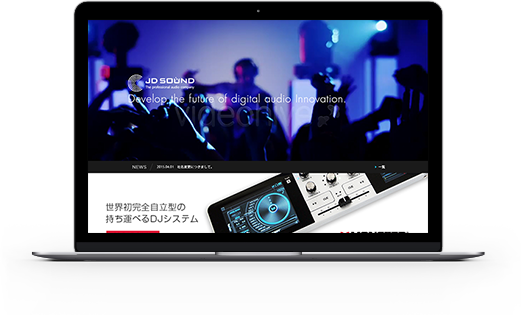 JD SOUND
The professional audio company
Develop the future of digital audio Innovation.
Videohive
NEWS
2015.04.01
一覧
世界初完全自立型の
持ち運べるDJシステム